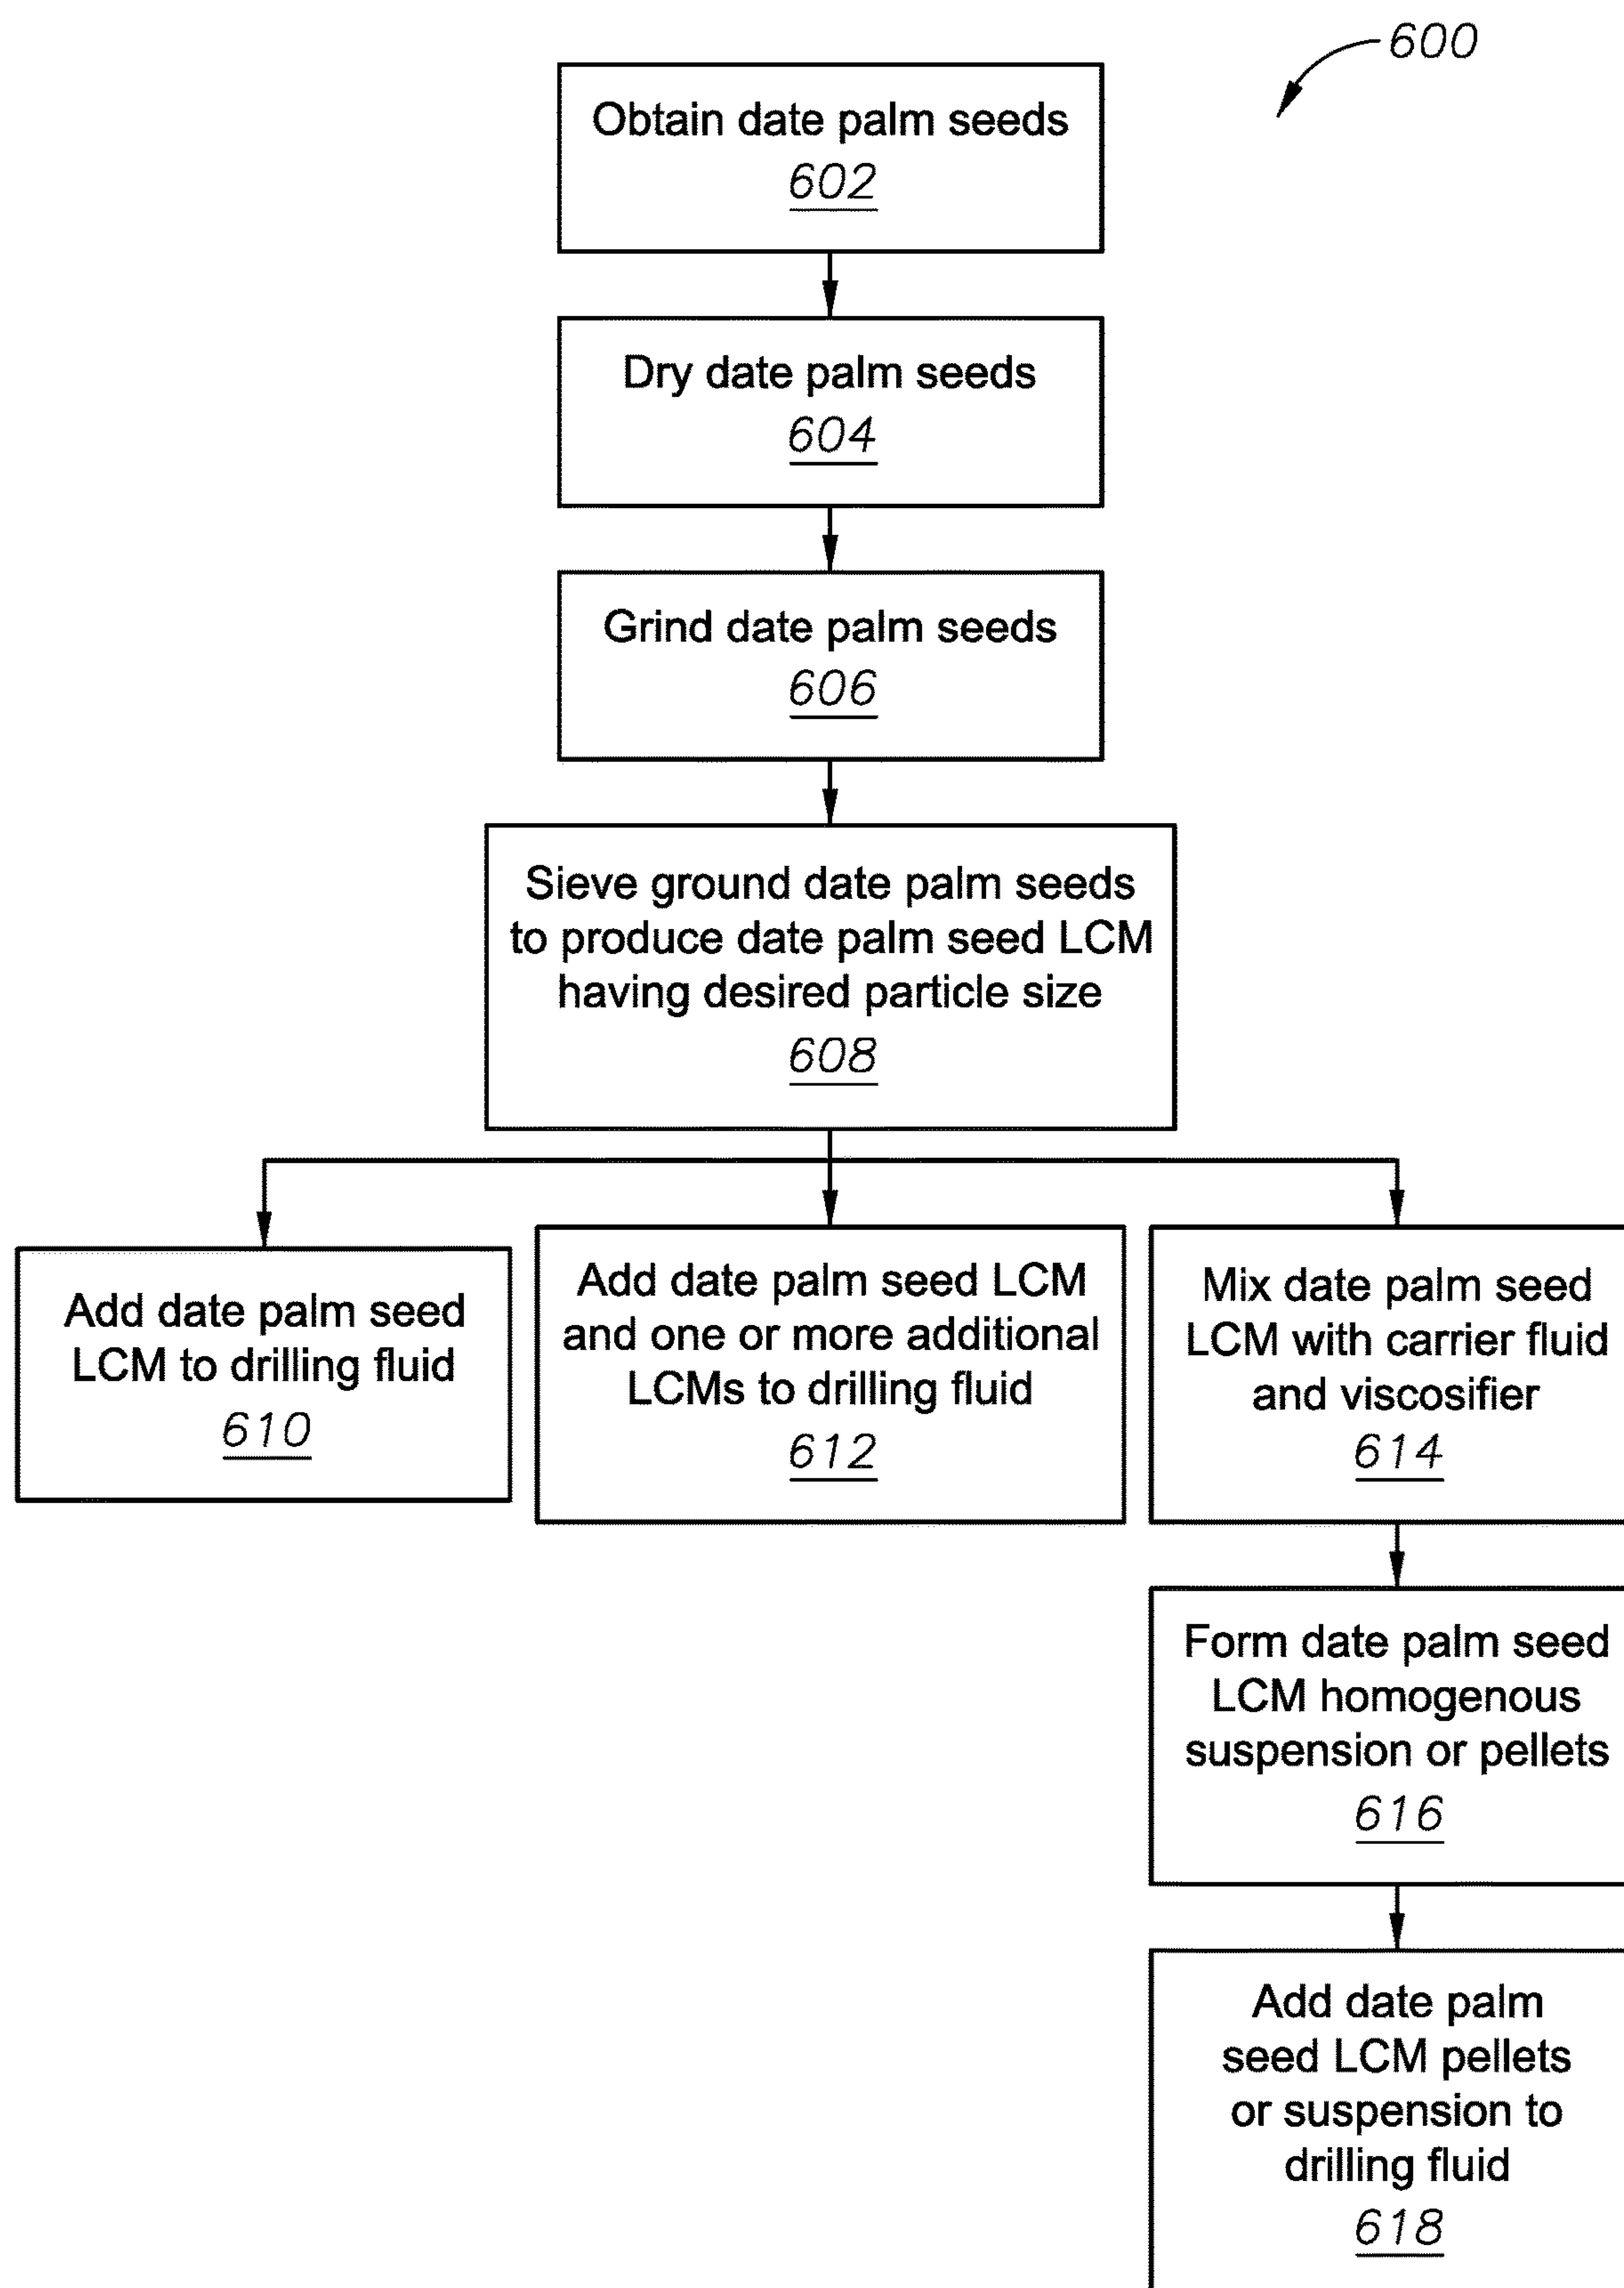 600
Obtain date palm seeds
602
Dry date palm seeds
604
Grind date palm seeds
606
Sieve ground date palm seeds
to produce date palm seed LCM
having desired particle size
608
Add date palm seed
LCM to drilling fluid
610
Add date palm seed LCM
and one or more additional
LCMs to drilling fluid
612
Mix date palm seed
LCM with carrier fluid
and viscosifier
614
Form date palm seed
LCM homogenous
suspension or pellets
616
Add date palm
seed LCM pellets
or suspension to
drilling fluid
618